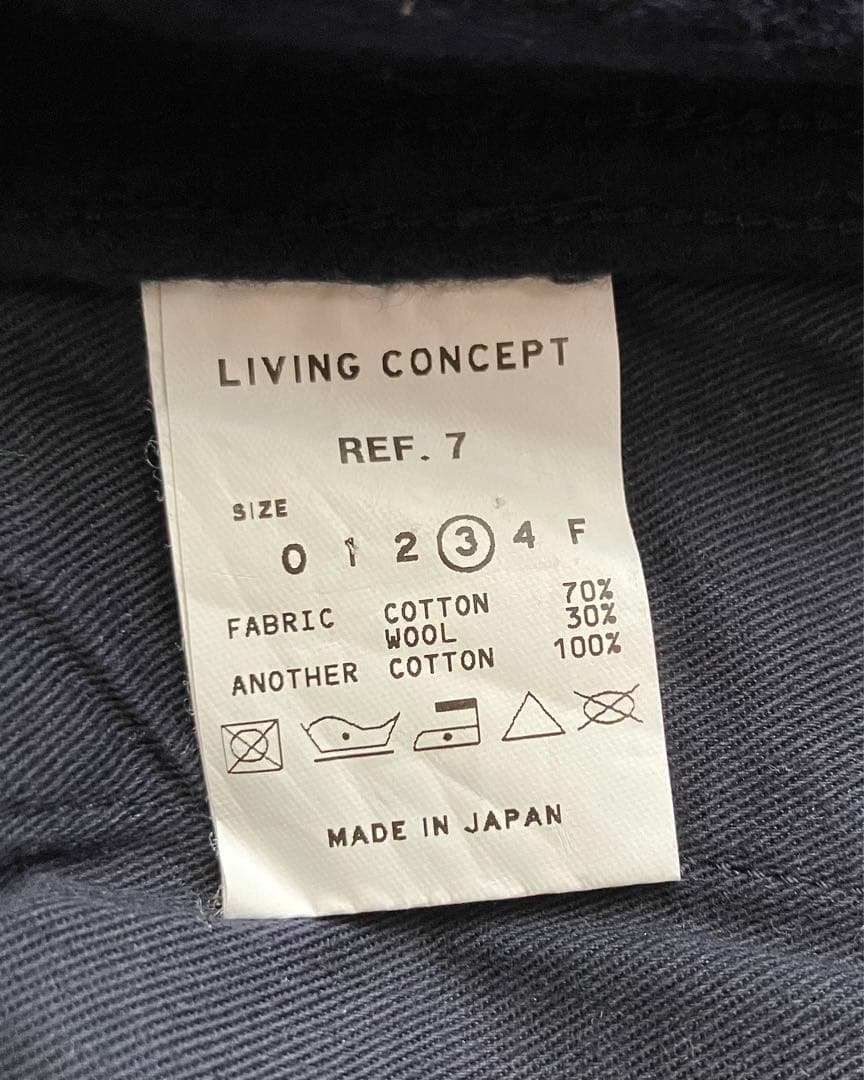 LIVING CONCEPT
REF. 7
SIZE
0 1 2 3 4 F
FABRIC COTTON 70%
WOOL 30%
ANOTHER COTTON 100%
MADE IN JAPAN